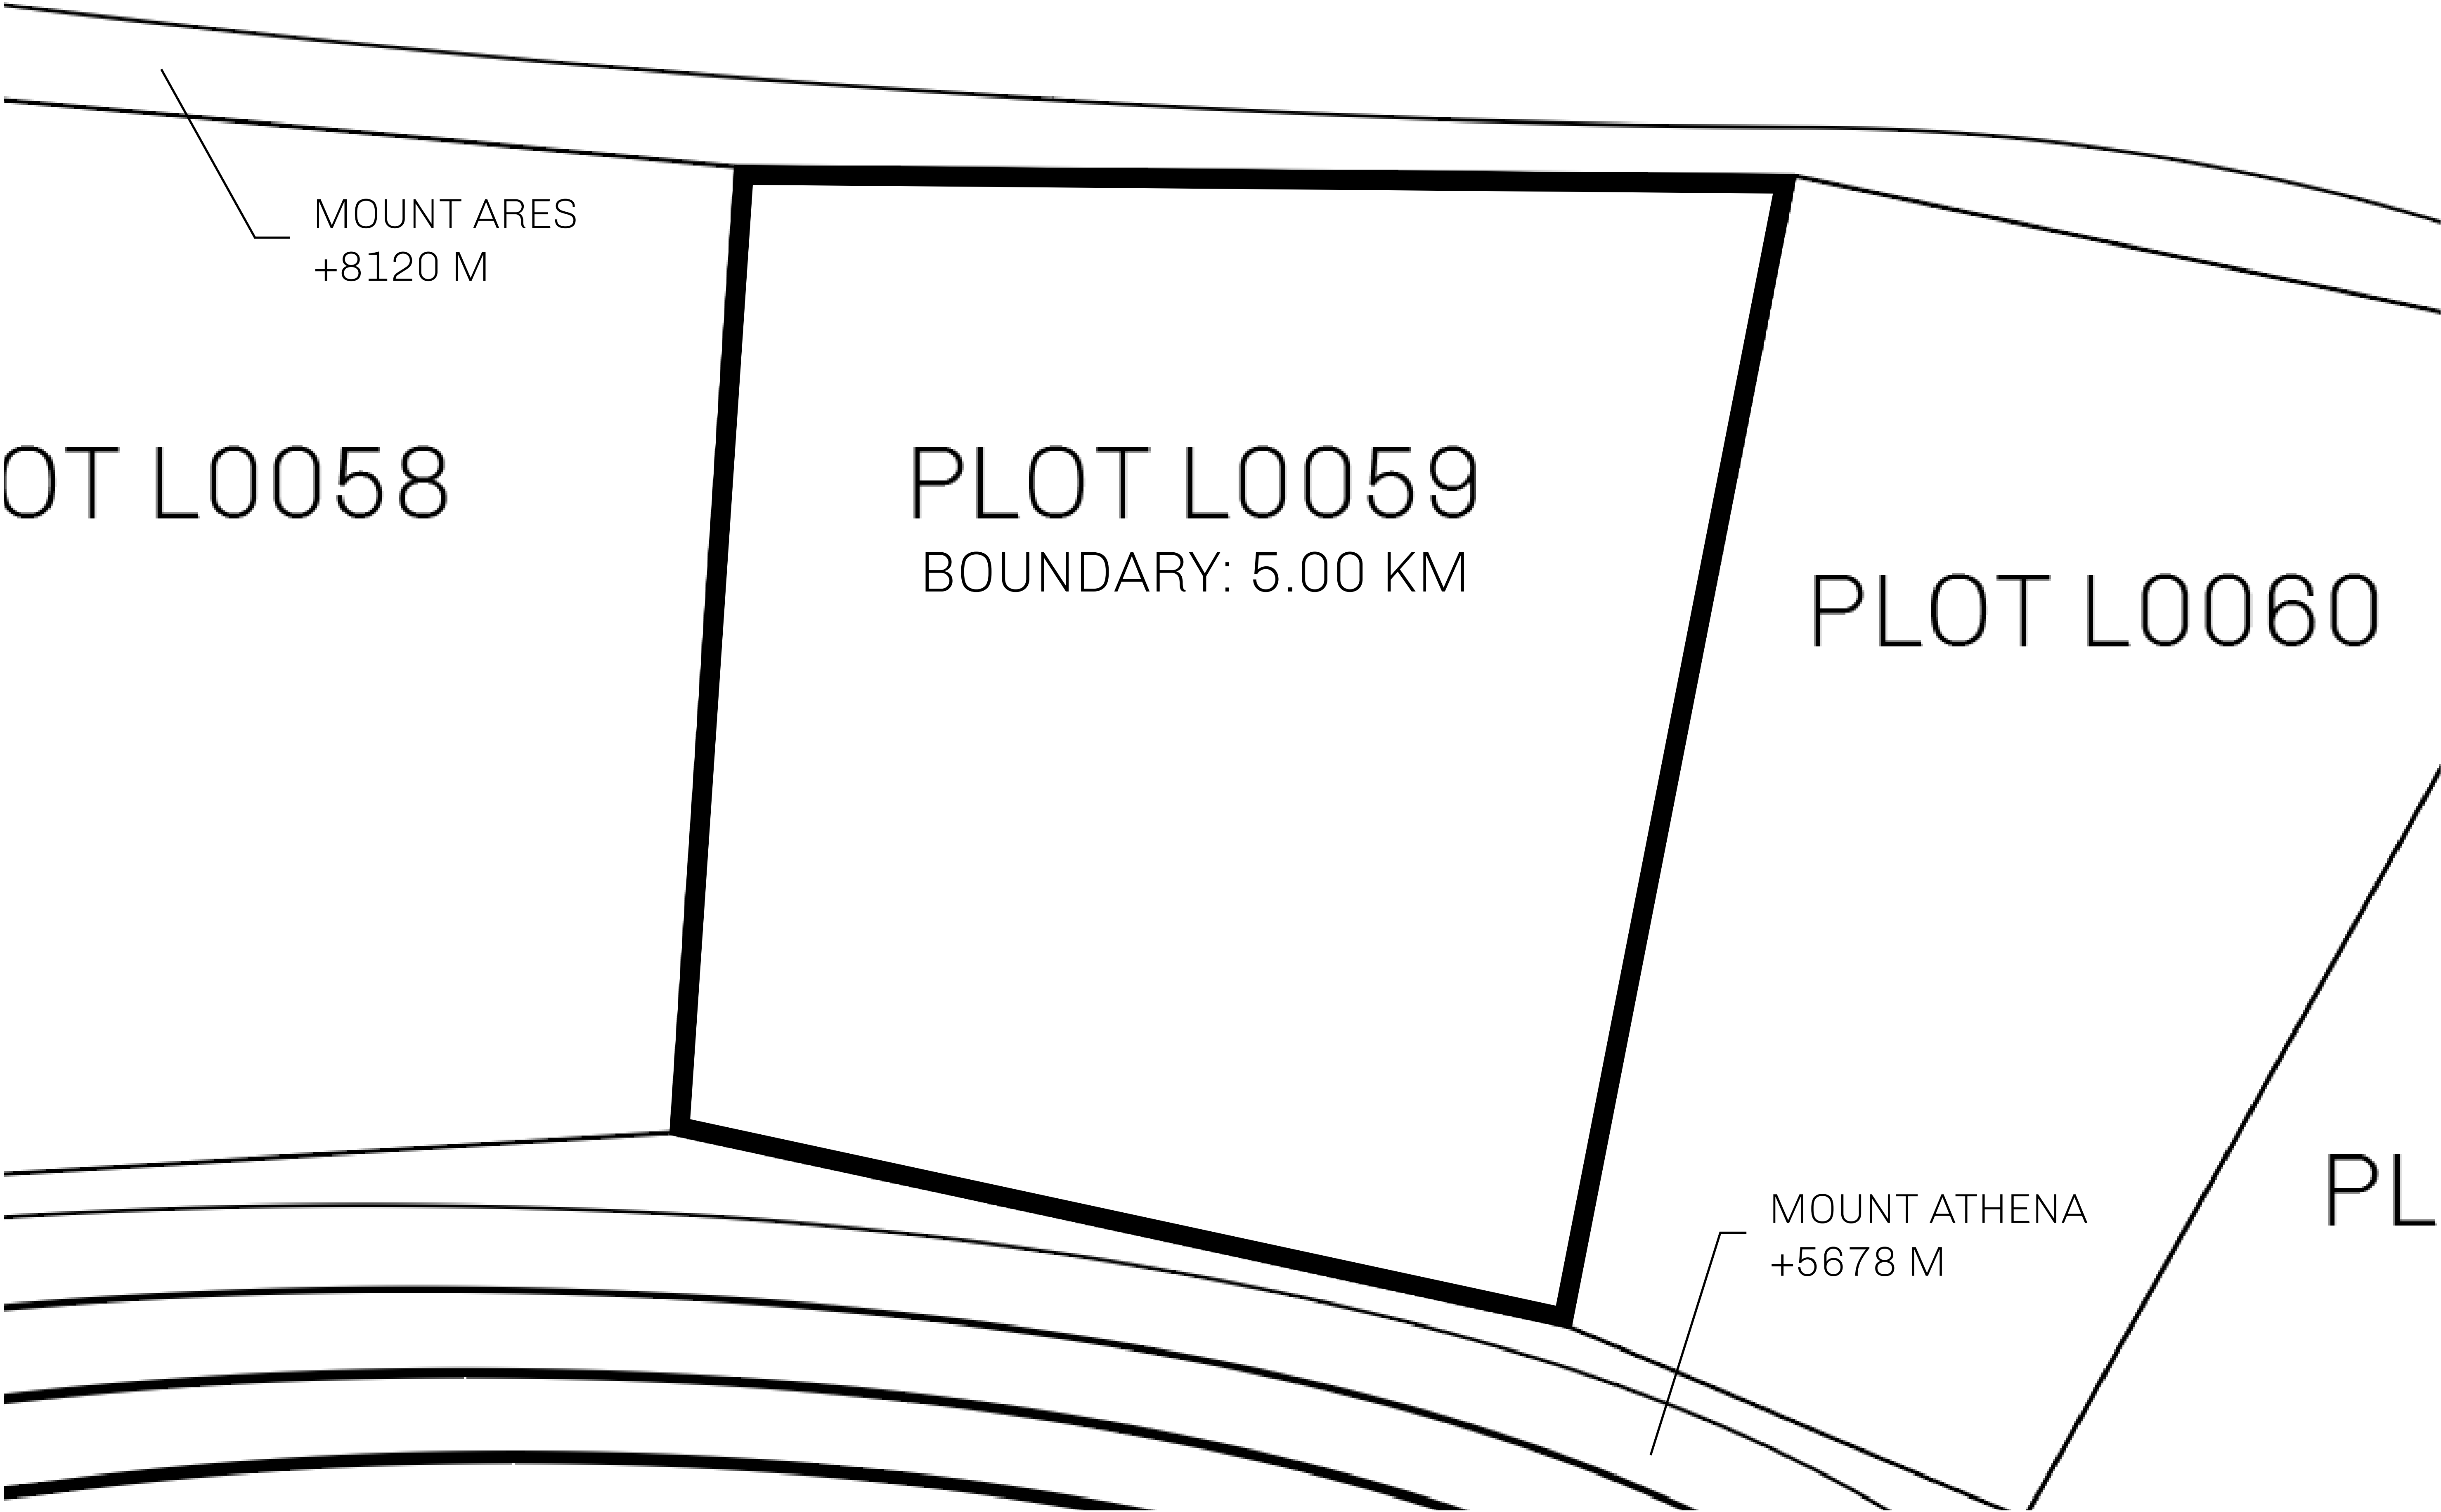 MOUNT ARES
+8120 M
OT L0058
PLOT L0059
BOUNDARY: 5.00 KM
PLOT L0060
MOUNT ATHENA
+5678 M
PL